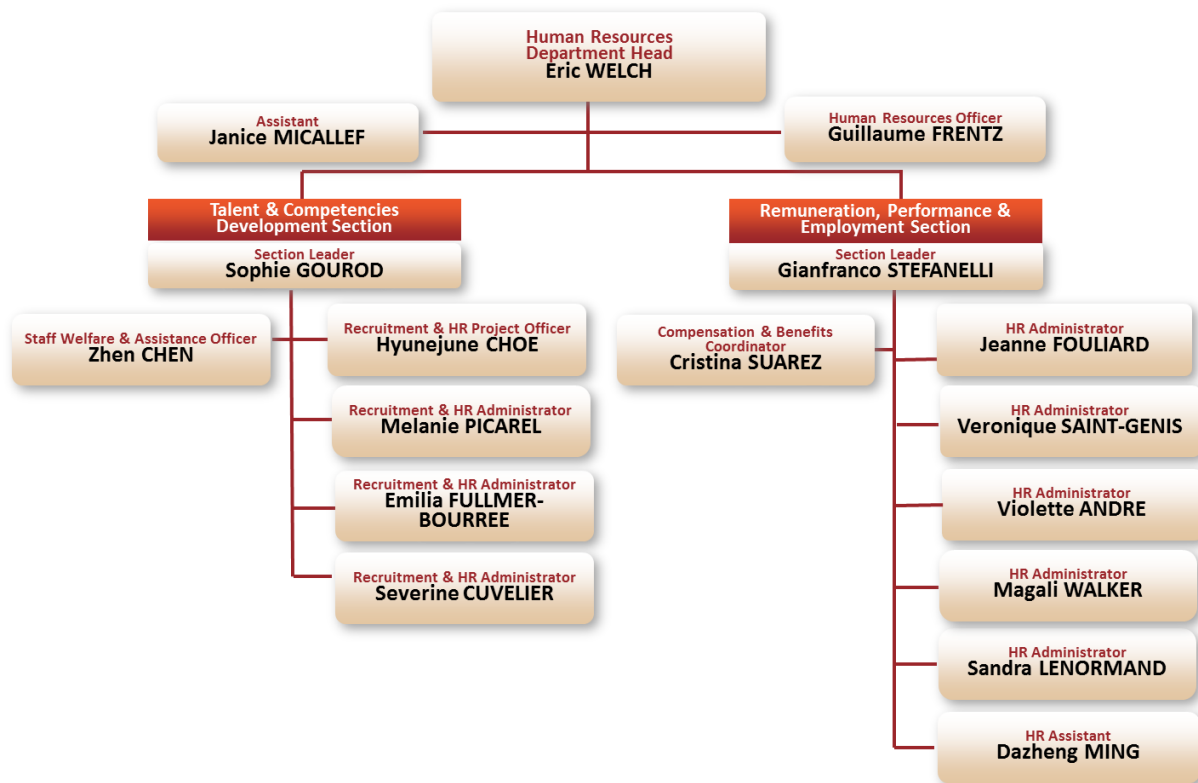 Human Resources
Department Head
Eric WELCH
Assistant
Janice MICALLEF
Human Resources Officer
Guillaume FRENTZ
Talent & Competencies
Development Section
Section Leader
Sophie GOUROD
Remuneration, Performance &
Employment Section
Section Leader
Gianfranco STEFANELLI
Staff Welfare & Assistance Officer
Zhen CHEN
Recruitment & HR Project Officer
Hyunejune CHOE
Recruitment & HR Administrator
Melanie PICAREL
Recruitment & HR Administrator
Emilia FULLMER-
BOURREE
Recruitment & HR Administrator
Severine CUVELIER
Compensation & Benefits
Coordinator
Cristina SUAREZ
HR Administrator
Jeanne FOULIARD
HR Administrator
Veronique SAINT-GENIS
HR Administrator
Violette ANDRE
HR Administrator
Magali WALKER
HR Administrator
Sandra LENORMAND
HR Assistant
Dazheng MING